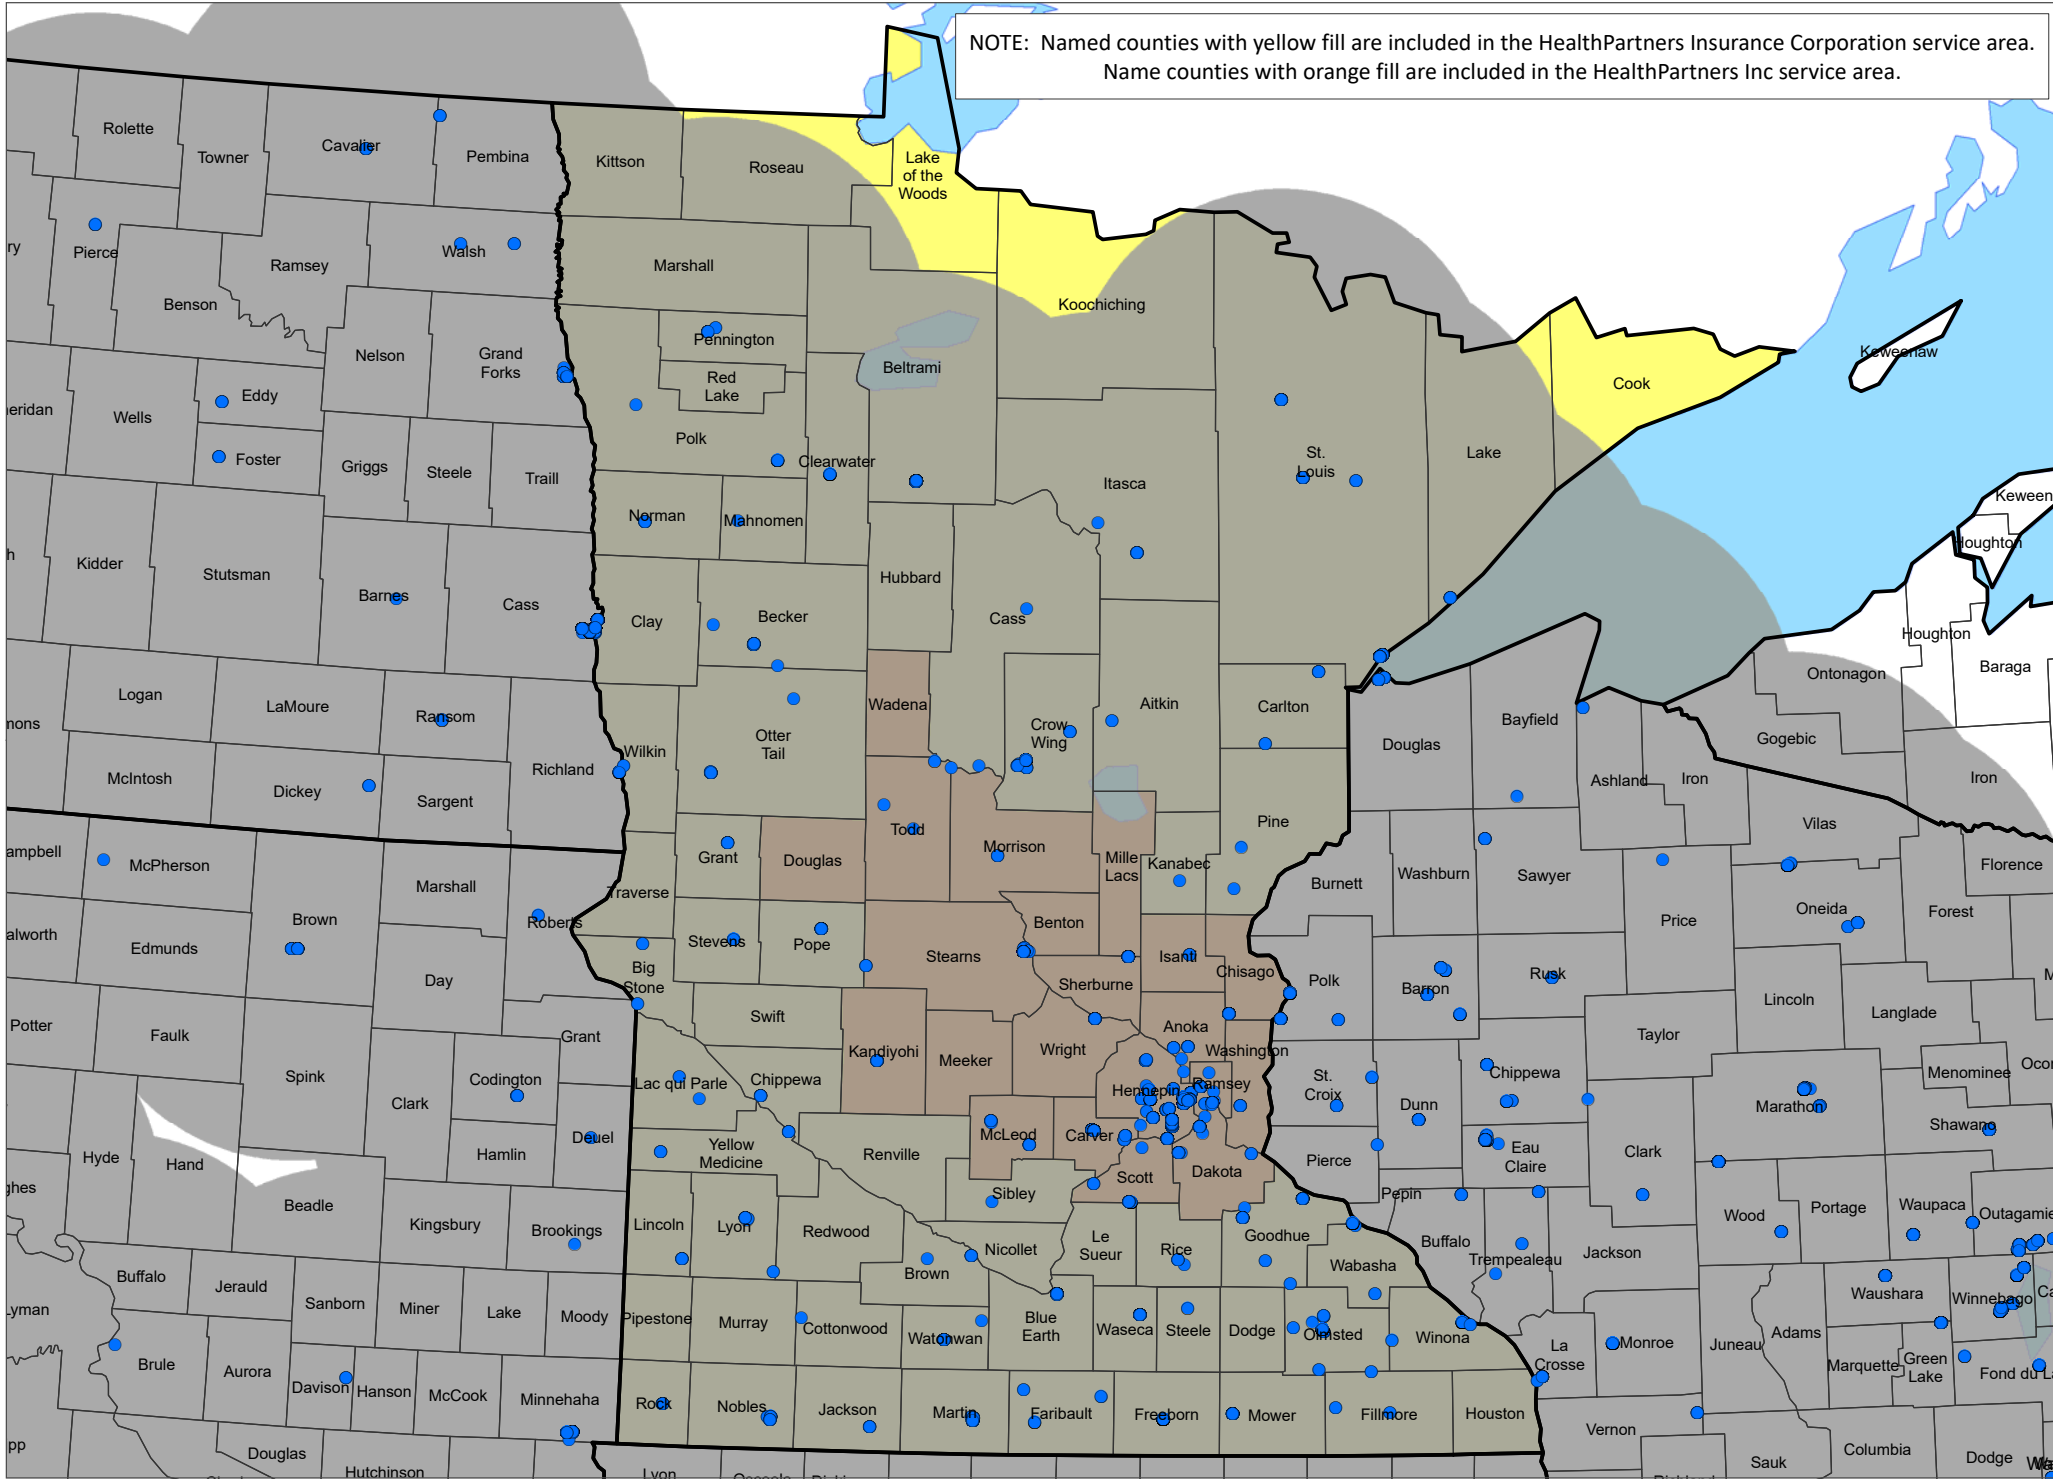 NOTE: Named counties with yellow fill are included in the HealthPartners Insurance Corporation service area.
Name counties with orange fill are included in the HealthPartners Inc service area.
Rolette
Towner
Cavalier
Pembina
Kittson
Roseau
Lake
of the
Woods
ry
Pierce
Benson
Ramsey
Walsh
Marshall
Koochiching
Nelson
Grand
Forks
Pennington
Red
Lake
Beltrami
Keweenaw
Cook
eridan
Wells
Eddy
Foster
Griggs
Steele
Traill
Polk
Clearwater
Itasca
St.
Louis
Lake
Keween
Houghton
h
Kidder
Stutsman
Barnes
Cass
Norman
Mahnomen
Hubbard
Cass
Clay
Becker
Houghton
Baraga
Ontonagon
Gogebic
Iron
mons
Logan
LaMoure
Ransom
McIntosh
Dickey
Sargent
Richland
Wilkin
Otter
Tail
Wadena
Crow
Wing
Aitkin
Carlton
Douglas
Bayfield
Ashland
Iron
Vilas
ampbell
McPherson
Marshall
Roberts
Traverse
Grant
Douglas
Todd
Morrison
Mille
Lacs
Kanabec
Pine
Burnett
Washburn
Sawyer
Price
Oneida
Forest
Florence
alworth
Edmunds
Brown
Day
Big
Stone
Stevens
Pope
Stearns
Benton
Sherburne
Isanti
Chisago
Polk
Barron
Rusk
Lincoln
Langlade
Taylor
Potter
Faulk
Spink
Clark
Codington
Grant
Swift
Kandiyohi
Meeker
Wright
Anoka
Washington
Hennepin
Ramsey
St.
Croix
Dunn
Chippewa
Marathon
Menominee
Oco
Shawano
Hyde
Hand
Beadle
Hamlin
Deuel
Lac qui Parle
Chippewa
Yellow
Medicine
Renville
McLeod
Carver
Scott
Dakota
Pierce
Pepin
Eau
Claire
Clark
ghes
Kingsbury
Brookings
Lincoln
Lyon
Redwood
Sibley
Nicollet
Brown
Le
Sueur
Rice
Goodhue
Wabasha
Buffalo
Trempealeau
Jackson
Wood
Portage
Waupaca
Outagamie
Buffalo
Jerauld
Sanborn
Miner
Lake
Moody
Lyman
Brule
Aurora
Davison
Hanson
McCook
Minnehaha
Pipestone
Murray
Cottonwood
Watonwan
Blue
Earth
Waseca
Steele
Dodge
Olmsted
Winona
La
Crosse
Monroe
Juneau
Adams
Waushara
Winnebago
Ca
Marquette
Green
Lake
Fond du La
Rock
Nobles
Jackson
Martin
Faribault
Freeborn
Mower
Fillmore
Houston
Vernon
Sauk
Columbia
Dodge
pp
Douglas
Hutchinson
Lyon